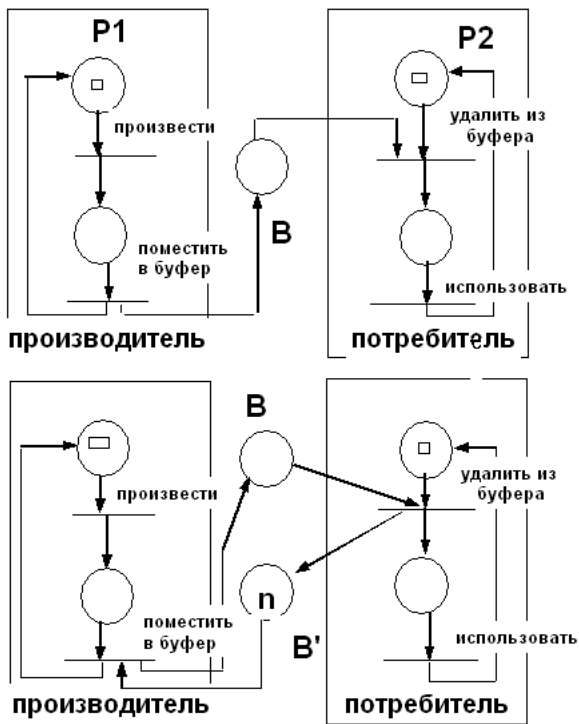 P1
P2
произвести
удалить из
буфера
B
поместить
в буфер
использовать
производитель
потребитель
B
произвести
удалить из
буфера
n
поместить
в буфер
B'
использовать
производитель
потребитель